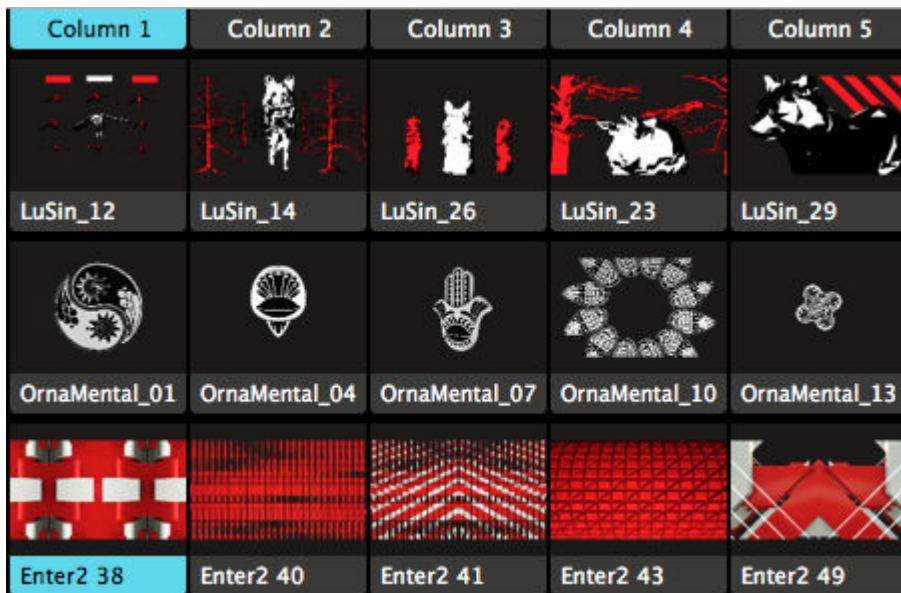 Column 1 Column 2 Column 3 Column 4 Column 5
LuSin_12 LuSin_14 LuSin_26 LuSin_23 LuSin_29
OrnaMental_01 OrnaMental_04 OrnaMental_07 OrnaMental_10 OrnaMental_13
Enter2 38 Enter2 40 Enter2 41 Enter2 43 Enter2 49